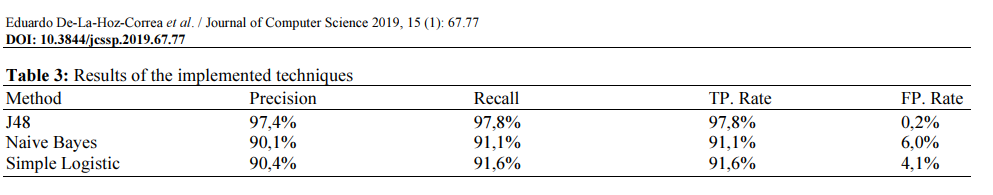 Eduardo De-La-Hoz-Correa et al. / Journal of Computer Science 2019, 15 (1): 67.77
DOI: 10.3844/jcssp.2019.67.77
Table 3: Results of the implemented techniques
Method Precision Recall TP. Rate FP. Rate
J48 97,4% 97,8% 97,8% 0,2%
Naive Bayes 90,1% 91,1% 91,1% 6,0%
Simple Logistic 90,4% 91,6% 91,6% 4,1%